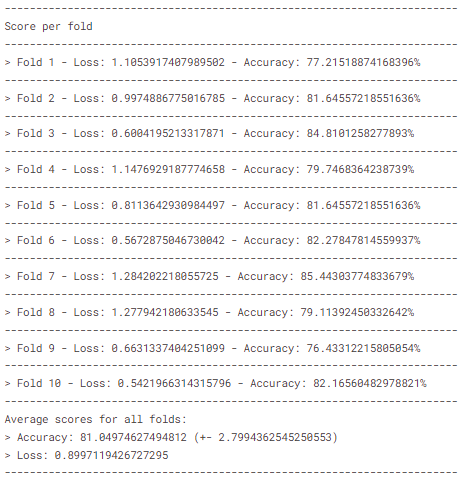 ------------------------------------------------------------------------
Score per fold
------------------------------------------------------------------------
> Fold 1 - Loss: 1.1053917407989502 - Accuracy: 77.21518874168396%
------------------------------------------------------------------------
> Fold 2 - Loss: 0.9974886775016785 - Accuracy: 81.64557218551636%
------------------------------------------------------------------------
> Fold 3 - Loss: 0.6004195213317871 - Accuracy: 84.8101258277893%
------------------------------------------------------------------------
> Fold 4 - Loss: 1.1476929187774658 - Accuracy: 79.7468364238739%
------------------------------------------------------------------------
> Fold 5 - Loss: 0.8113642930984497 - Accuracy: 81.64557218551636%
------------------------------------------------------------------------
> Fold 6 - Loss: 0.5672875046730042 - Accuracy: 82.27847814559937%
------------------------------------------------------------------------
> Fold 7 - Loss: 1.284202218055725 - Accuracy: 85.44303774833679%
------------------------------------------------------------------------
> Fold 8 - Loss: 1.277942180633545 - Accuracy: 79.11392450332642%
------------------------------------------------------------------------
> Fold 9 - Loss: 0.6631337404251099 - Accuracy: 76.43312215805054%
------------------------------------------------------------------------
> Fold 10 - Loss: 0.5421966314315796 - Accuracy: 82.16560482978821%
------------------------------------------------------------------------
Average scores for all folds:
> Accuracy: 81.04974627494812 (+- 2.7994362545250553)
> Loss: 0.8997119426727295
------------------------------------------------------------------------